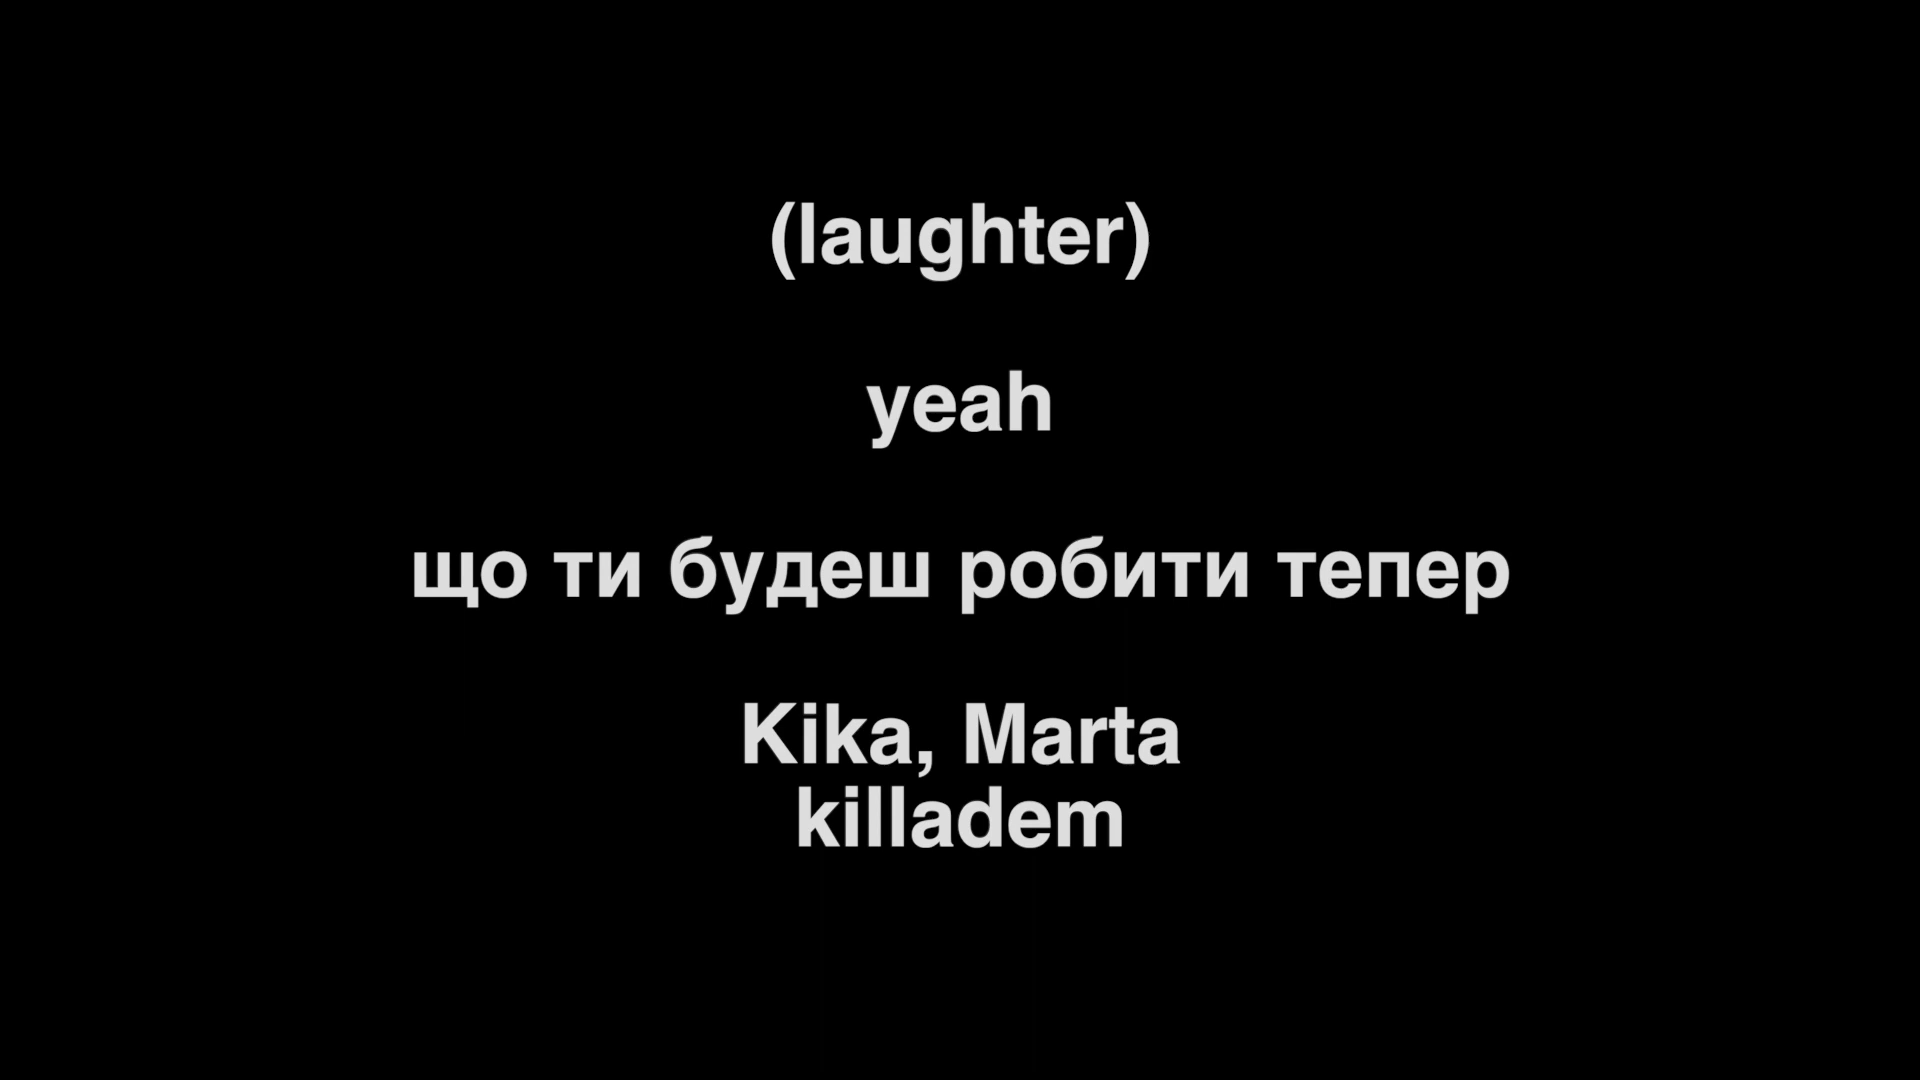 (laughter)
yeah
що ти будеш робити тепер
Kika, Marta
killadem